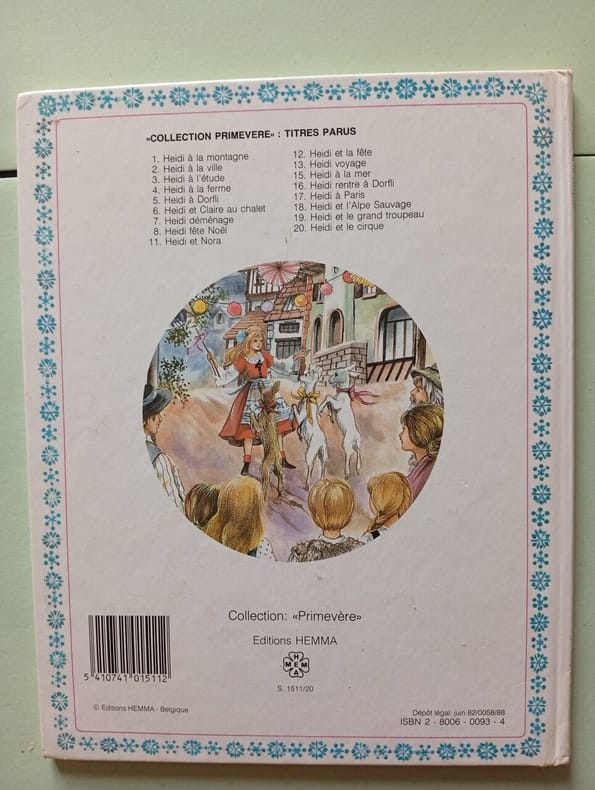 «COLLECTION PRIMEVERE» : TITRES PARUS
1. Heidi à la montagne
2. Heidi à la ville
3. Heidi à l'étude
4. Heidi à la ferme
5. Heidi à Dorfli
6. Heidi et Claire au chalet
7. Heidi déménage
8. Heidi fête Noël
11. Heidi et Nora
12. Heidi et la fête
13. Heidi voyage
15. Heidi à la mer
16. Heidi rentre à Dorfli
17. Heidi à Paris
18. Heidi et l'Alpe Sauvage
19. Heidi et le grand troupeau
20. Heidi et le cirque
Collection: «Primevère»
Editions HEMMA
H
MEM
A
S. 1511/20
5 410741 015112
© Editions HEMMA - Belgique
Dépôt légal: juin 82/0058/88
ISBN 2 - 8006 - 0093 - 4